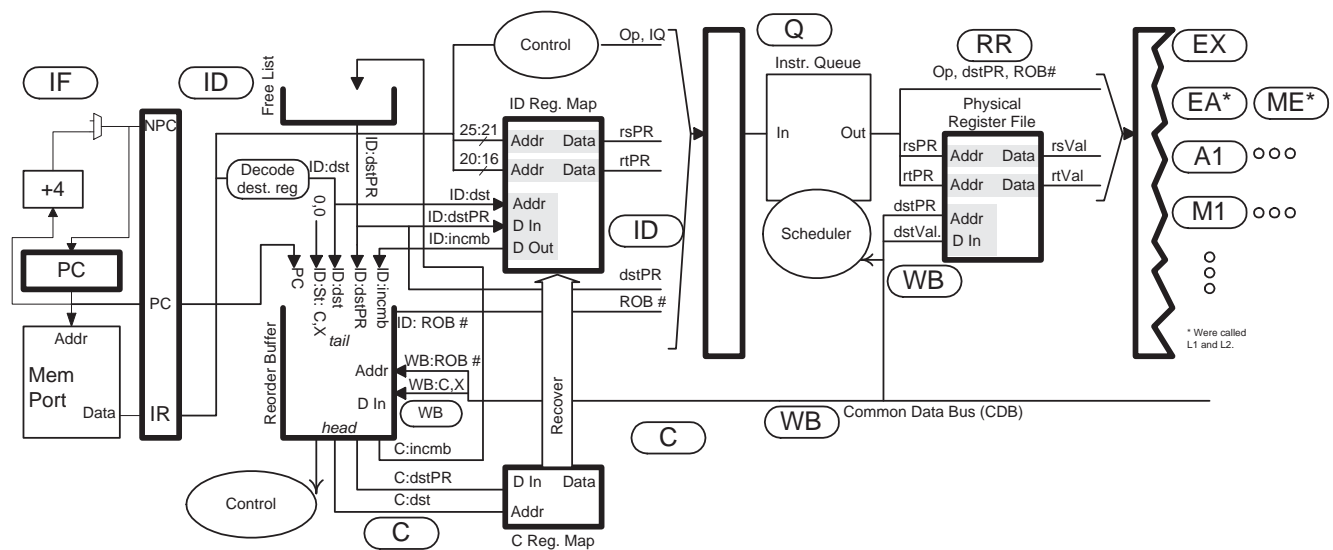 IF
ID
Free List
Control
Op, IQ
Q
RR
EX
Instr. Queue
Op, dstPR, ROB#
EA*
ME*
NPC
ID:dstPR
ID Reg. Map
25:21
Addr
Data
rsPR
20:16
Addr
Data
rtPR
In
Out
Physical
Register File
rsPR
Addr
Data
rsVal
A1
+4
Decode
dest. reg
ID:dst
ID:dst
Addr
rtPR
Addr
Data
rtVal
0,0
ID:dstPR
D In
dstPR
Addr
M1
ID:incmb
D Out
ID
Scheduler
dstVal.
D In
PC
PC
ID:St: C,X
ID:dst
ID:dstPR
ID:incmb
dstPR
WB
PC
ROB #
ID: ROB #
tail
Addr
Reorder Buffer
WB:ROB #
Addr
* Were called
L1 and L2.
Mem
Port
WB:C,X
D In
Recover
Data
IR
WB
WB
Common Data Bus (CDB)
head
C:incmb
C
C:dstPR
D In
Data
Control
C:dst
Addr
C
C Reg. Map